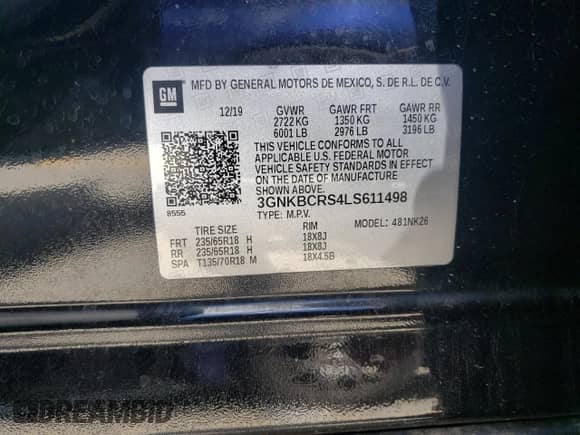 GM
MFD BY GENERAL MOTORS DE MEXICO, S. DE R.L. DE C.V.
12/19 GVWR GAWR FRT GAWR RR
2722 KG 1350 KG 1450 KG
6001 LB 2976 LB 3196 LB
THIS VEHICLE CONFORMS TO ALL
APPLICABLE U.S. FEDERAL MOTOR
VEHICLE SAFETY STANDARDS IN EFFECT
ON THE DATE OF MANUFACTURE SHOWN ABOVE.
3GNKBCRS4LS611498
8555
TYPE: M.P.V. MODEL: 481NK26
TIRE SIZE RIM
FRT 235/65R18 H 18X8J
RR 235/65R18 H 18X8J
SPA T135/70R18 M 18X4.5B
DREAMBID